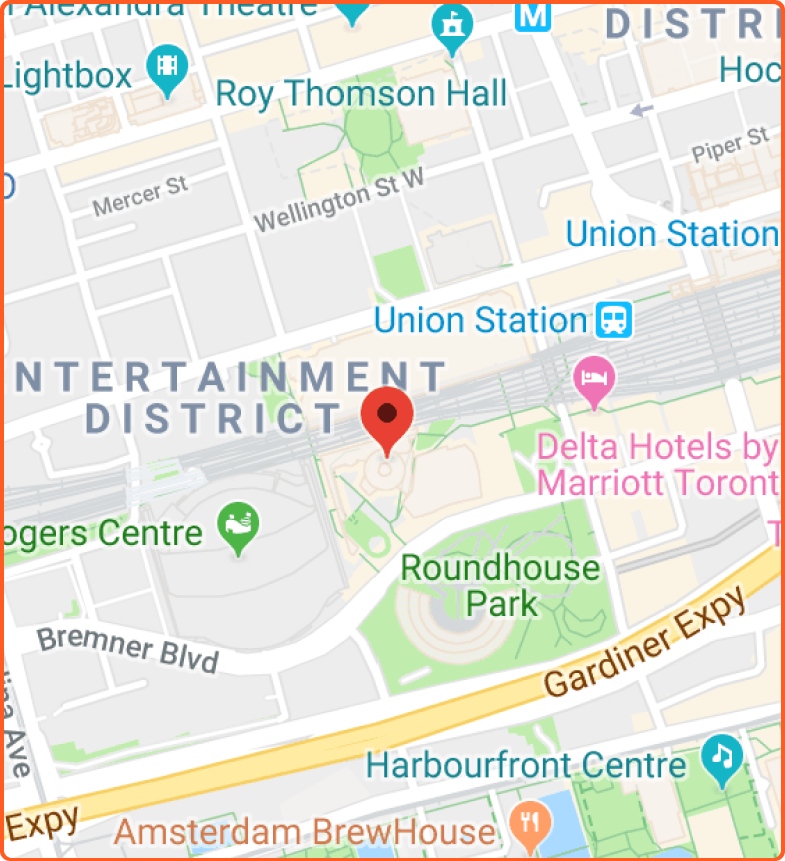 Alexandra Theatre
M
DISTRI
Lightbox
Hoc
Roy Thomson Hall
Piper St
Mercer St
Wellington St W
Union Station
Union Station
NTERTAINMENT
DISTRICT
Delta Hotels by
Marriott Toront
ogers Centre
T
Roundhouse
Park
Bremner Blvd
Gardiner Expy
ina Ave
Harbourfront Centre
Expy
Amsterdam BrewHouse